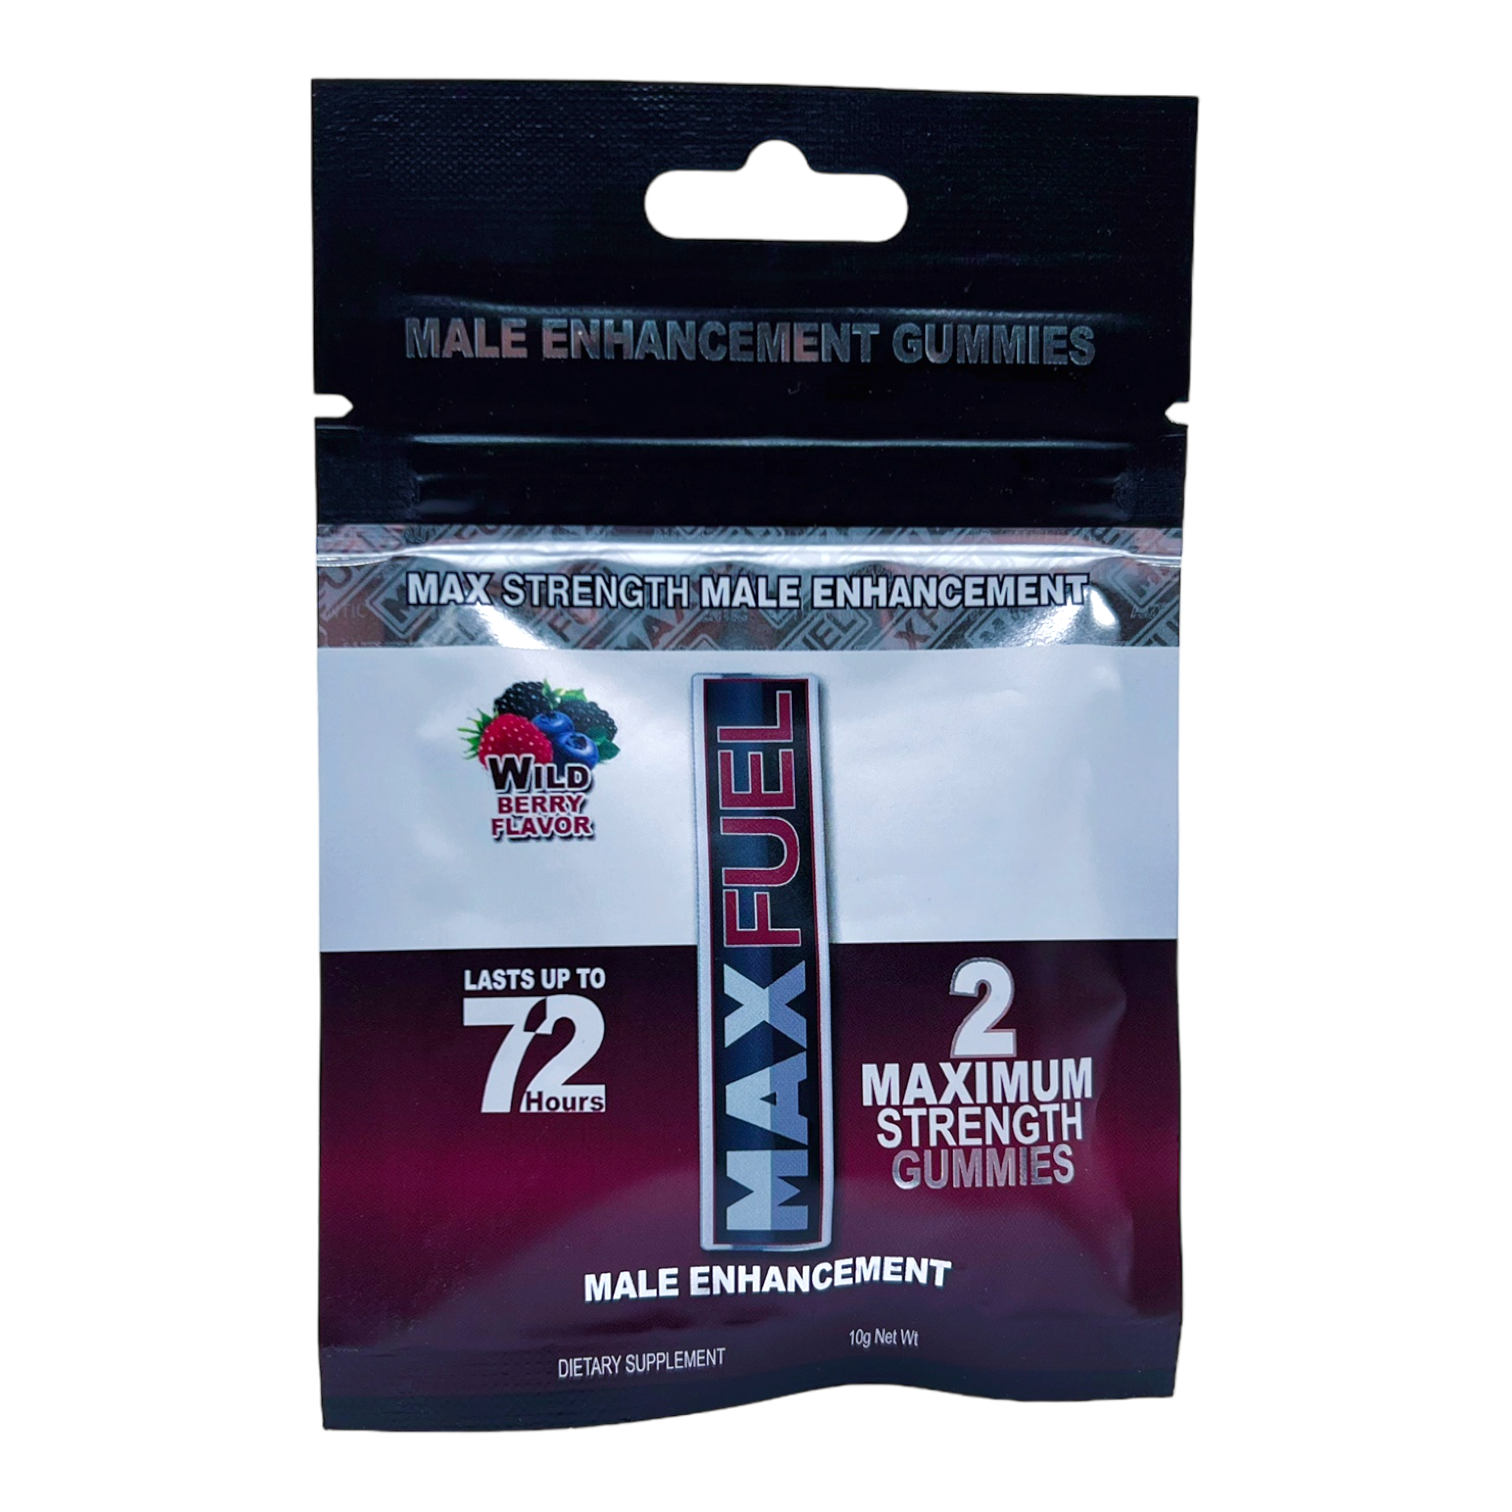 MALE ENHANCEMENT GUMMIES
MAX STRENGTH MALE ENHANCEMENT
WILD
BERRY
FLAVOR
MAX FUEL
LASTS UP TO
72
Hours
2
MAXIMUM
STRENGTH
GUMMIES
MALE ENHANCEMENT
10g Net Wt
DIETARY SUPPLEMENT